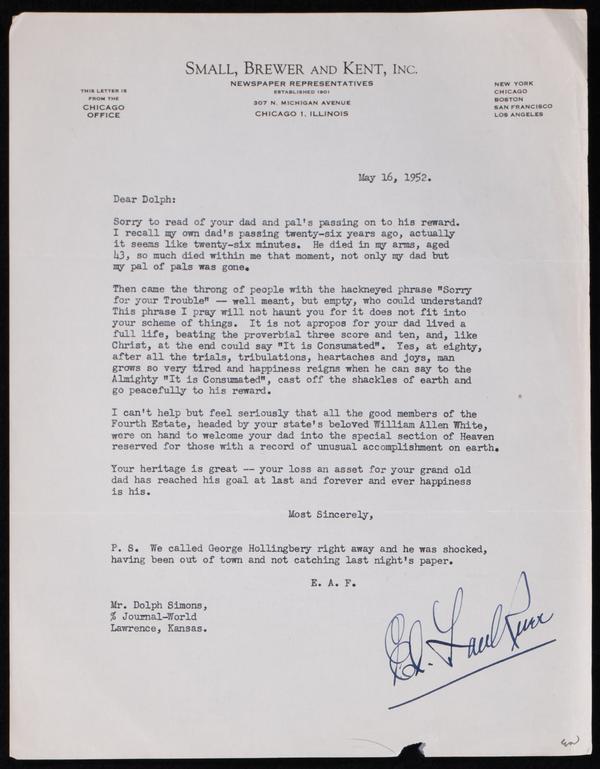 SMALL, BREWER AND KENT, INC.
NEWSPAPER REPRESENTATIVES
ESTABLISHED 1901
307 N. MICHIGAN AVENUE
CHICAGO 1, ILLINOIS
THIS LETTER IS
FROM THE
CHICAGO
OFFICE
NEW YORK
CHICAGO
BOSTON
SAN FRANCISCO
LOS ANGELES
May 16, 1952.
Dear Dolph:
Sorry to read of your dad and pal's passing on to his reward.
I recall my own dad's passing twenty-six years ago, actually
it seems like twenty-six minutes. He died in my arms, aged
43, so much died within me that moment, not only my dad but
my pal of pals was gone.
Then came the throng of people with the hackneyed phrase "Sorry
for your Trouble" -- well meant, but empty, who could understand?
This phrase I pray will not haunt you for it does not fit into
your scheme of things. It is not apropos for your dad lived a
full life, beating the proverbial three score and ten, and, like
Christ, at the end could say "It is Consumated". Yes, at eighty,
after all the trials, tribulations, heartaches and joys, man
grows so very tired and happiness reigns when he can say to the
Almighty "It is Consumated", cast off the shackles of earth and
go peacefully to his reward.
I can't help but feel seriously that all the good members of the
Fourth Estate, headed by your state's beloved William Allen White,
were on hand to welcome your dad into the special section of Heaven
reserved for those with a record of unusual accomplishment on earth.
Your heritage is great -- your loss an asset for your grand old
dad has reached his goal at last and forever and ever happiness
is his.
Most Sincerely,
P. S. We called George Hollingbery right away and he was shocked,
having been out of town and not catching last night's paper.
E. A. F.
Mr. Dolph Simons,
% Journal-World
Lawrence, Kansas.
Ed.